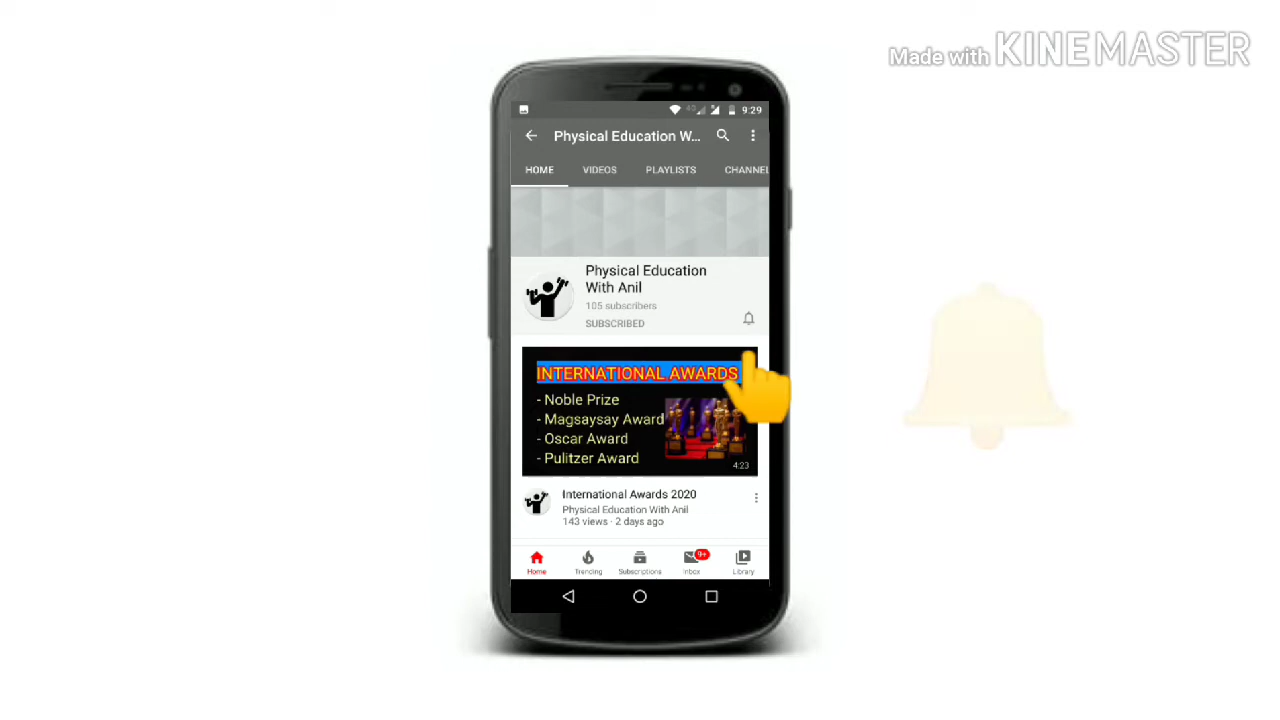 Made with KINEMASTER
4G 9:29
Physical Education W...
HOME VIDEOS PLAYLISTS CHANNEL
Physical Education
With Anil
105 subscribers
SUBSCRIBED
INTERNATIONAL AWARDS
- Noble Prize
- Magsaysay Award
- Oscar Award
- Pulitzer Award
4:23
International Awards 2020
Physical Education With Anil
143 views · 2 days ago
9+
Home Trending Subscriptions Inbox Library